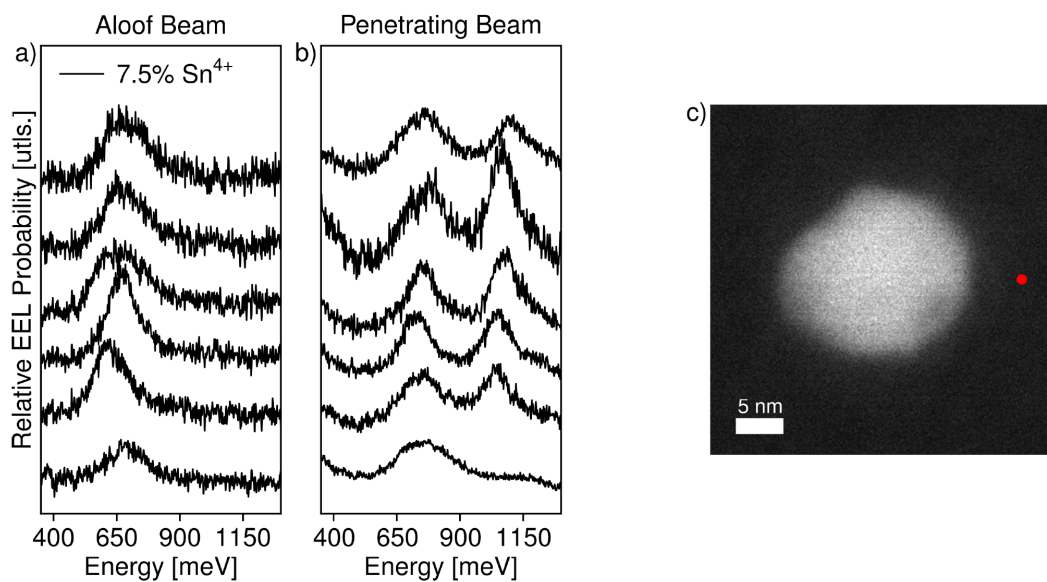 Aloof Beam
Penetrating Beam
a)
7.5% Sn⁴⁺
b)
c)
Relative EEL Probability [utls.]
5 nm
400 650 900 1150
400 650 900 1150
Energy [meV]
Energy [meV]